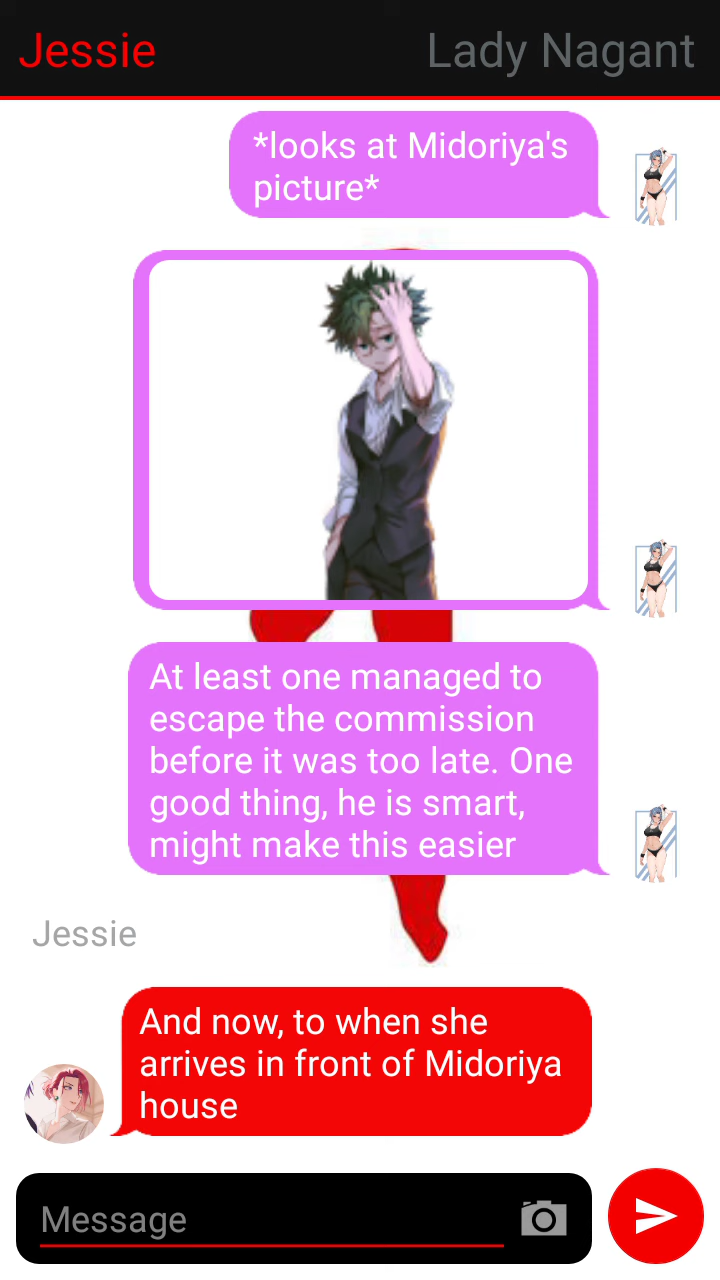 Jessie
Lady Nagant
*looks at Midoriya's
picture*
At least one managed to
escape the commission
before it was too late. One
good thing, he is smart,
might make this easier
Jessie
And now, to when she
arrives in front of Midoriya
house
Message